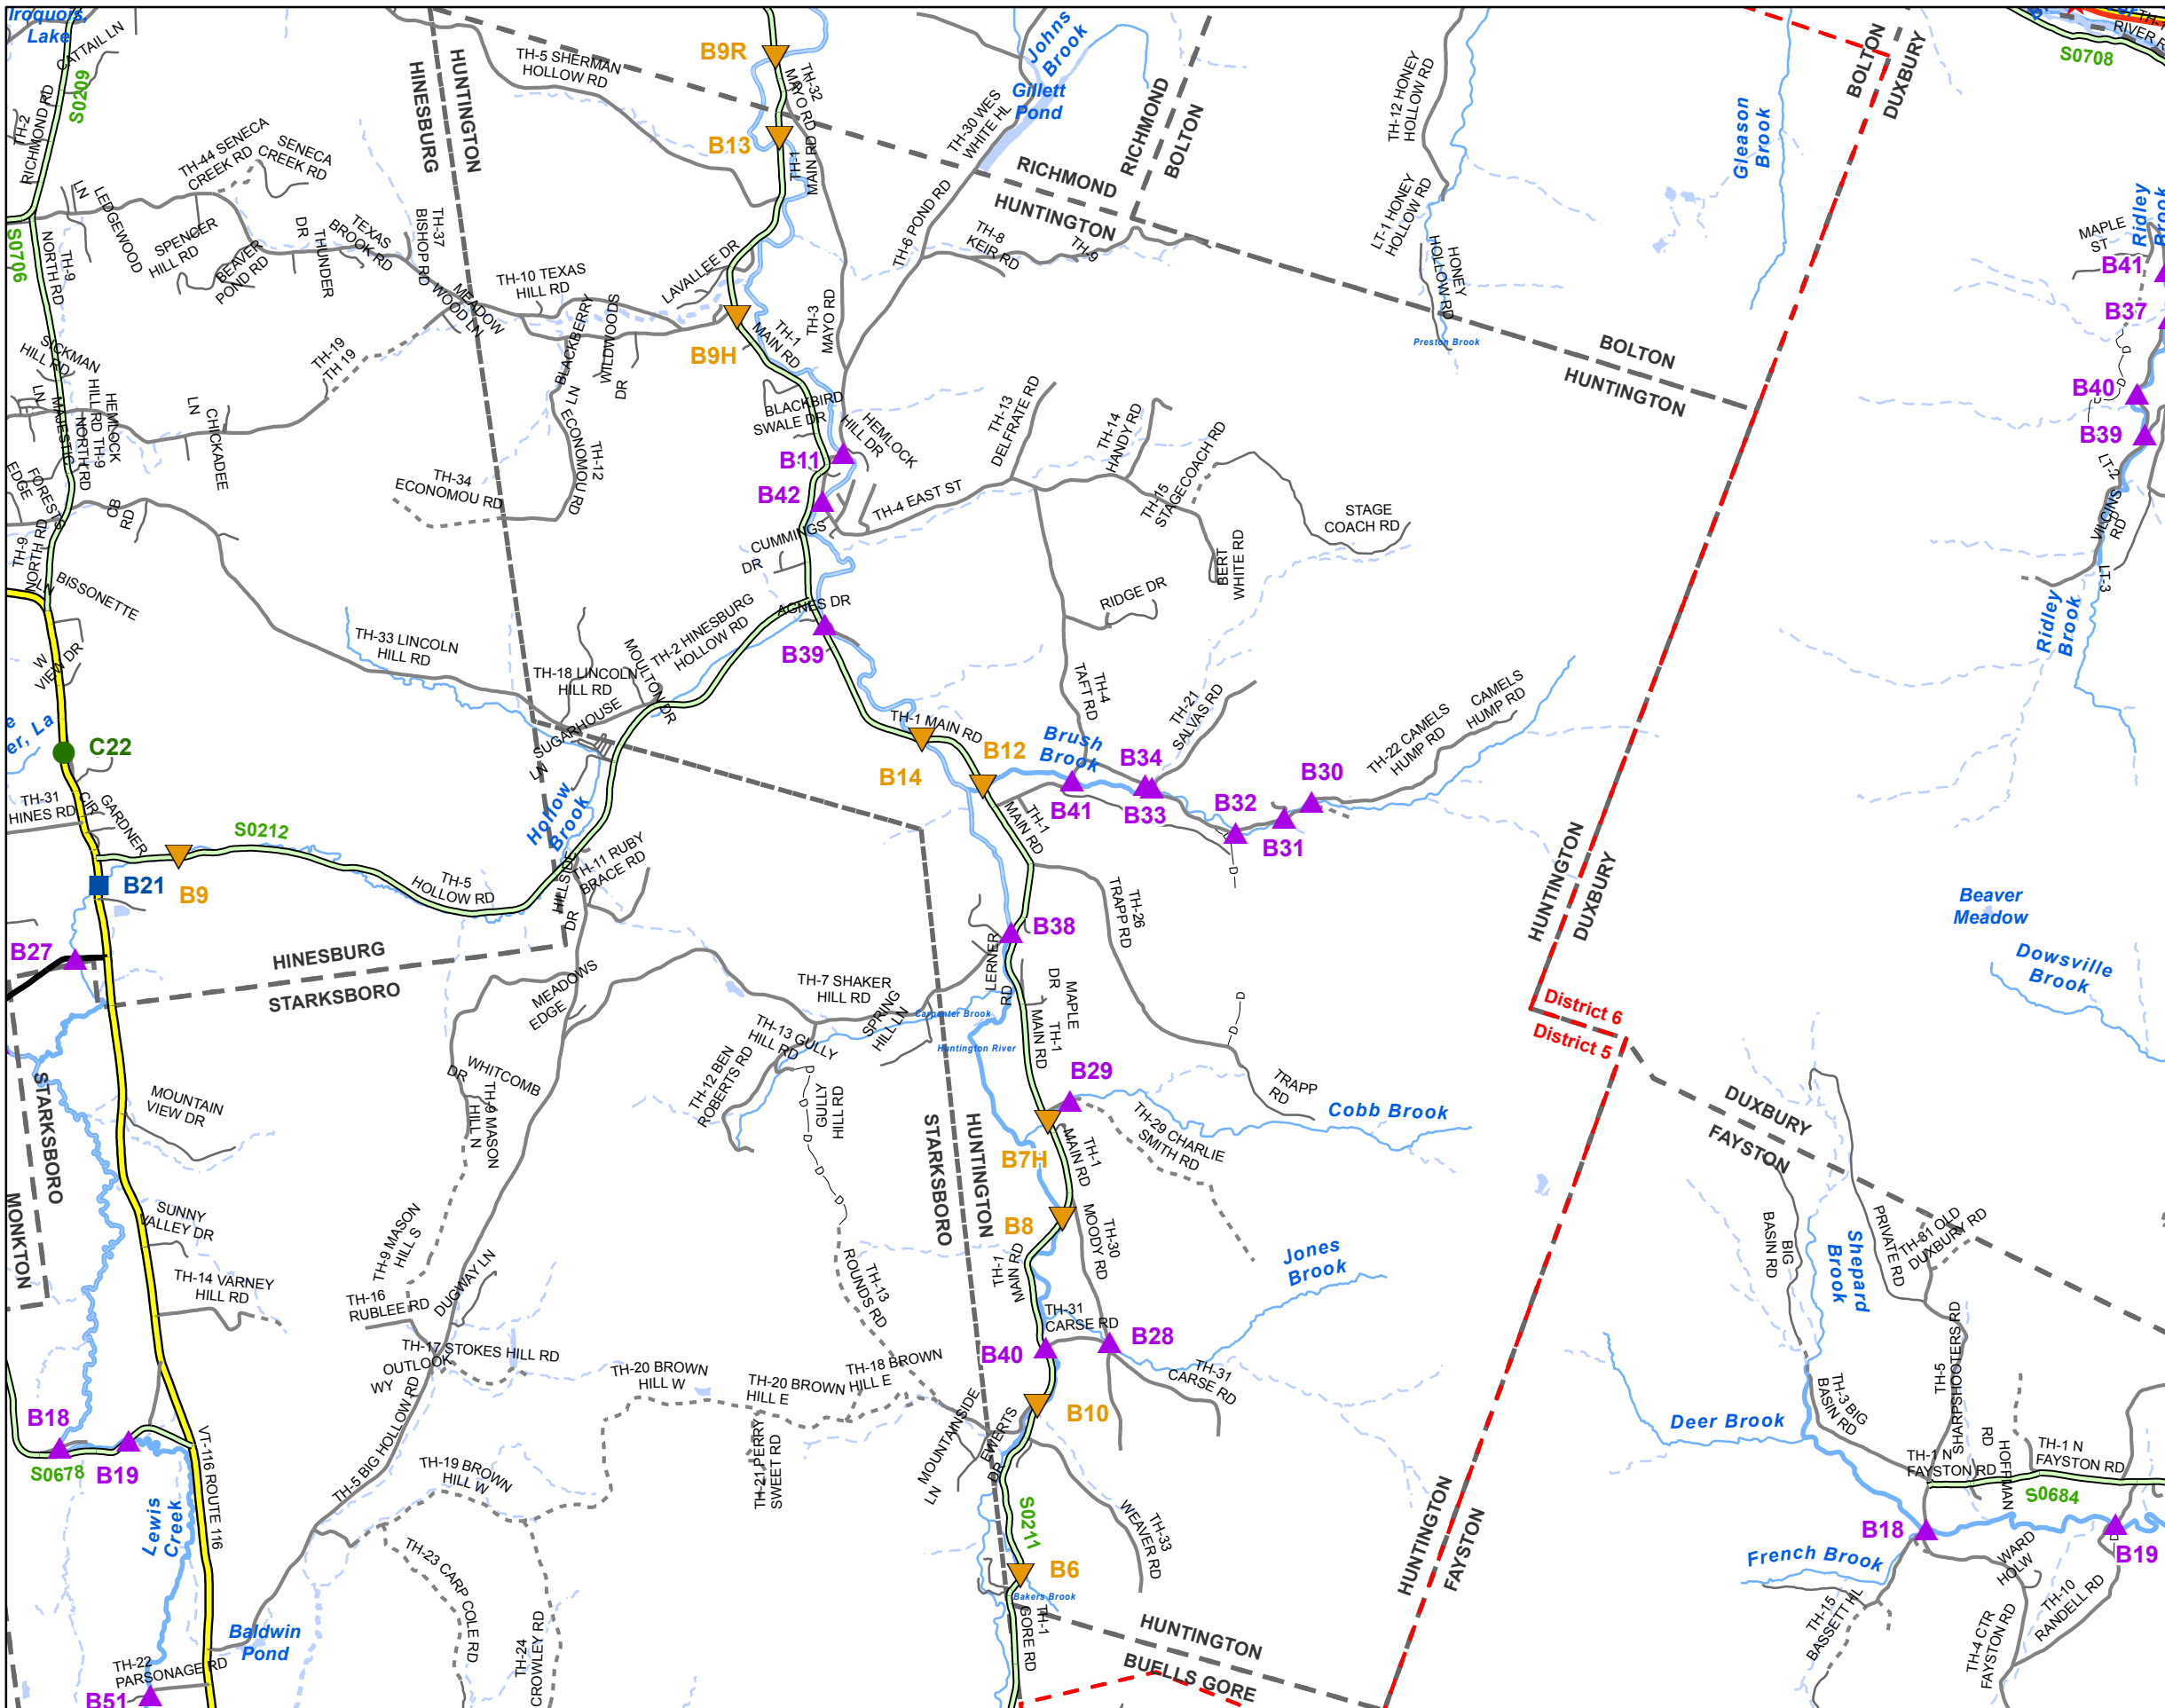 Iroquois,
Lake
CATTAIL LN
S0209
TH-2
RICHMOND RD
TH-44 SENECA
CREEK RD
SENECA
CREEK RD
HINESBURG
HUNTINGTON
TH-5 SHERMAN
HOLLOW RD
B9R
TH-32
MAYO RD
B13
TH-1
MAIN RD
Johns
Brook
Gillett
Pond
TH-30 WES
WHITE HL
RICHMOND
HUNTINGTON
RICHMOND
BOLTON
TH-12 HONEY
HOLLOW RD
LT-1 HONEY
HOLLOW RD
HONEY
HOLLOW RD
Preston Brook
Gleason
Brook
BOLTON
DUXBURY
S0708
RIVER R
Ridley
Brook
MAPLE
ST
B41
B37
B40
B39
LT-2
VILCINS
RD
LT-3
Ridley
Brook
S0706
LN
LEDGEWOOD
SPENCER
HILL RD
BEAVER
POND RD
DR
THUNDER
TEXAS
BROOK RD
TH-37
BISHOP RD
TH-9
NORTH RD
MEADOW
WOOD LN
TH-10 TEXAS
HILL RD
LAVALLEE DR
TH-6 POND RD
TH-8
KEIR RD
TH-9
B9H
TH-1
MAIN RD
TH-3
MAYO RD
BLACKBERRY
LN
WILDWOODS
DR
TH-19
TH 19
SICKMAN
HILL RD
LN
MAJESTIC
HEMLOCK
HILL RD TH-9
NORTH RD
LN
CHICKADEE
BLACKBIRD
SWALE DR
HEMLOCK
HILL DR
B11
B42
TH-12
ECONOMOU RD
TH-34
ECONOMOU RD
TH-4 EAST ST
TH-13
DELFRATE RD
TH-14
HANDY RD
TH-15
STAGECOACH RD
STAGE
COACH RD
BERT
WHITE RD
RIDGE DR
BOLTON
HUNTINGTON
EDGE
FORESTS
OB
RD
TH-9
NORTH RD
LN
BISSONETTE
CUMMINGS
DR
AGNES DR
B39
TH-2 HINESBURG
HOLLOW RD
MOULTON DR
TH-33 LINCOLN
HILL RD
TH-18 LINCOLN
HILL RD
SUGARHOUSE
LN
W
VIEW DR
e
er, La
C22
TH-31
HINES RD
GARDNER
CIR
S0212
B21
B9
TH-5
HOLLOW RD
Hollow
Brook
HILLSIDE
DR
TH-11 RUBY
BRACE RD
TH-1 MAIN RD
B14
B12
Brush
Brook
TH-4
TAFT RD
TH-21
SALVAS RD
B34
B41
B33
B32
B31
B30
TH-22 CAMELS
HUMP RD
CAMELS
HUMP RD
TH-1
MAIN RD
TH-26
TRAPP RD
D
D
HUNTINGTON
DUXBURY
Beaver
Meadow
Dowsville
Brook
District 6
District 5
B27
HINESBURG
STARKSBORO
B38
LERNER
RD
MAPLE
DR
TH-1
MAIN RD
TH-7 SHAKER
HILL RD
SPRING
HILL LN
Carpenter Brook
Huntington River
MEADOWS
EDGE
TH-13 GULLY
HILL RD
TH-12 BEN
ROBERTS RD
GULLY
HILL RD
WHITCOMB
DR
TH-9 MASON
HILL N
D
D
D
D
D
D
D
B29
TRAPP
RD
Cobb Brook
TH-29 CHARLIE
SMITH RD
B7H
TH-1
MAIN RD
STARKSBORO
HUNTINGTON
STARKSBORO
MONKTON
MOUNTAIN
VIEW DR
SUNNY
VALLEY DR
TH-14 VARNEY
HILL RD
TH-9 MASON
HILL S
TH-16
RUBLEE RD
DUGWAY LN
TH-17 STOKES HILL RD
OUTLOOK
WY
TH-13
ROUNDS RD
B8
TH-1
MAIN RD
TH-30
MOODY RD
Jones
Brook
TH-31
CARSE RD
B40
B28
TH-31
CARSE RD
B10
DUXBURY
FAYSTON
BIG
BASIN RD
Shepard
Brook
PRIVATE RD
TH-31 OLD
DUXBURY RD
TH-5
SHARPSHOOTERS RD
TH-3 BIG
BASIN RD
Deer Brook
TH-1 N
FAYSTON RD
RD
HOFFMAN
TH-1 N
FAYSTON RD
S0684
B18
B19
French Brook
WARD
HOLW
TH-15
BASSETT HL
TH-4 CTR
FAYSTON RD
TH-10
RANDELL RD
D
TH-20 BROWN
HILL W
TH-20 BROWN
HILL E
TH-18 BROWN
HILL E
TH-21 PERRY
SWEET RD
MOUNTAINSIDE
LN
EWERTS
DR
TH-19 BROWN
HILL W
TH-5 BIG HOLLOW RD
B18
S0678
B19
VT-116 ROUTE 116
Lewis
Creek
TH-23 CARP COLE RD
TH-24
CROWLEY RD
Baldwin
Pond
TH-22
PARSONAGE RD
B51
S0211
TH-33
WEAVER RD
B6
Bakers Brook
TH-1
GORE RD
HUNTINGTON
BUELLS GORE
HUNTINGTON
FAYSTON